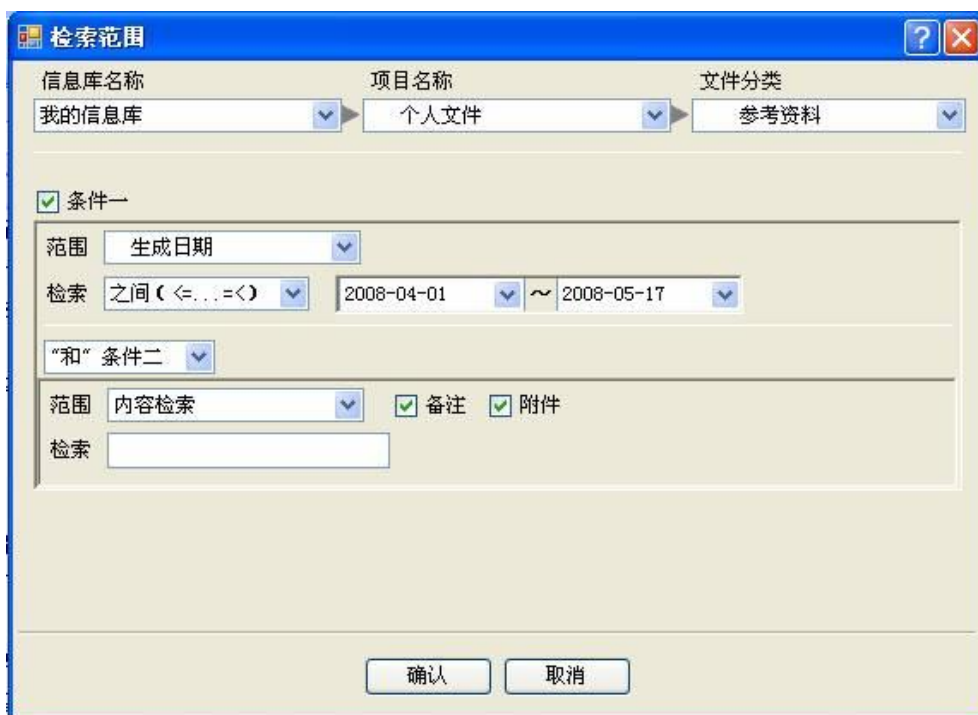 检索范围
信息库名称 项目名称 文件分类
我的信息库 个人文件 参考资料
条件一
范围 生成日期
检索 之间( <=...=<) 2008-04-01 ～ 2008-05-17
"和" 条件二
范围 内容检索 备注 附件
检索
确认 取消